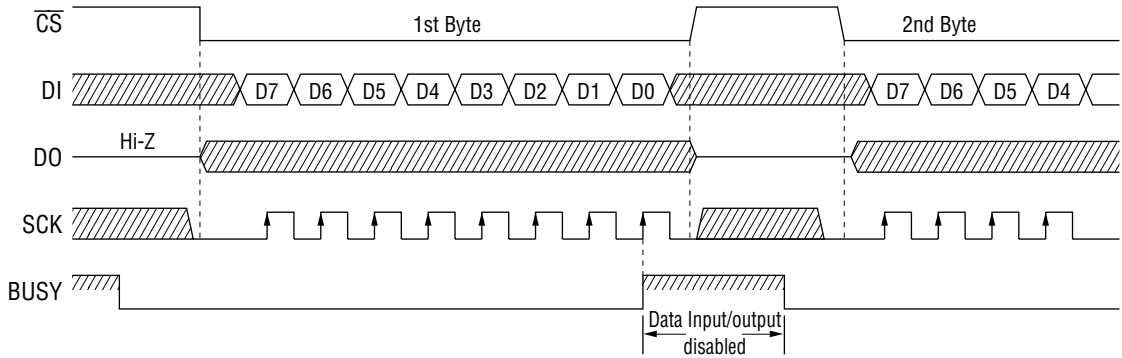 CS 1st Byte 2nd Byte
DI D7 D6 D5 D4 D3 D2 D1 D0 D7 D6 D5 D4
Hi-Z
DO
SCK
BUSY
Data Input/output
disabled